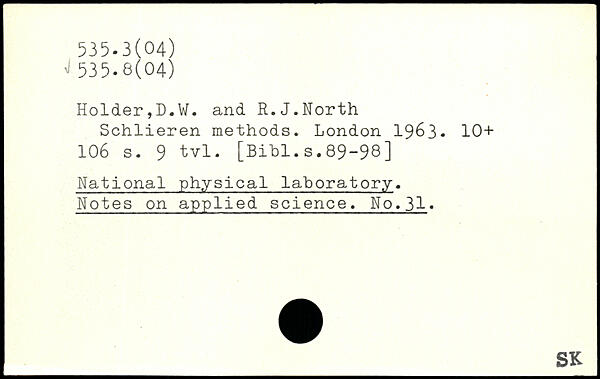 535.3(04)
√ 535.8(04)
Holder,D.W. and R.J.North
Schlieren methods. London 1963. 10+
106 s. 9 tvl. [Bibl.s.89-98]
National physical laboratory.
Notes on applied science. No.31.
SK